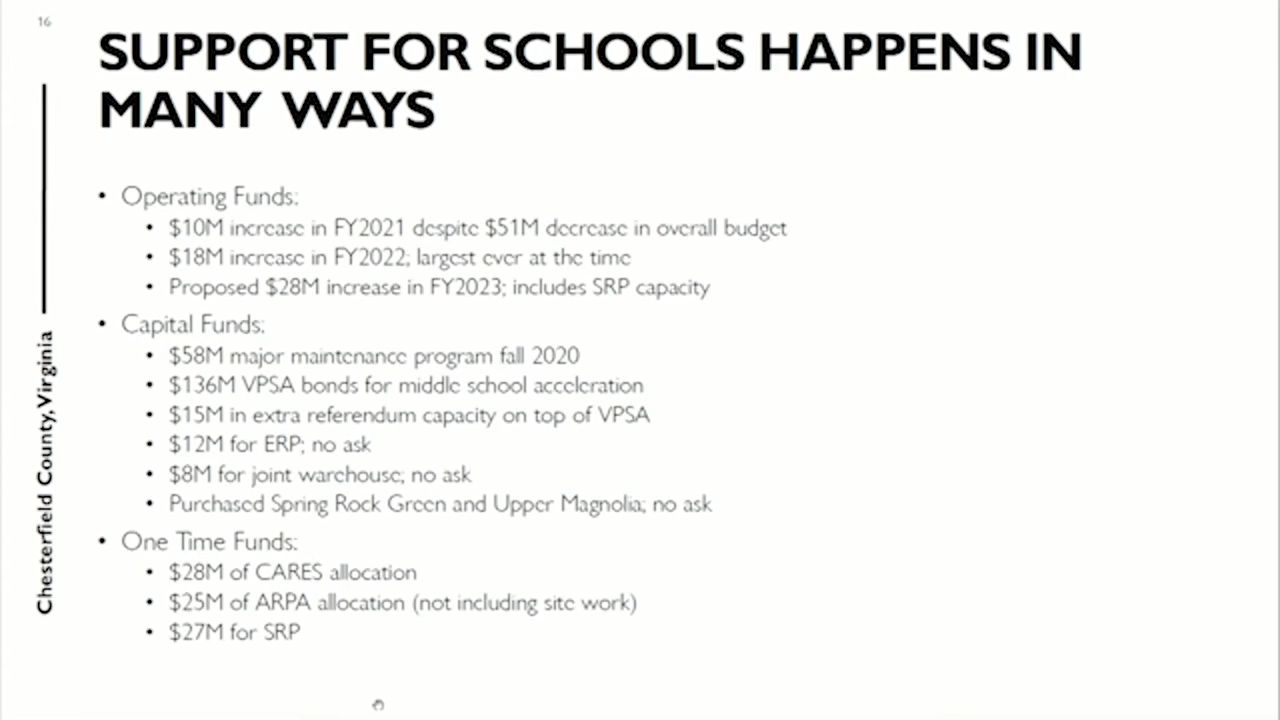 16
SUPPORT FOR SCHOOLS HAPPENS IN
MANY WAYS
• Operating Funds:
• $10M increase in FY2021 despite $51M decrease in overall budget
• $18M increase in FY2022; largest ever at the time
• Proposed $28M increase in FY2023; includes SRP capacity
• Capital Funds:
• $58M major maintenance program fall 2020
• $136M VPSA bonds for middle school acceleration
• $15M in extra referendum capacity on top of VPSA
• $12M for ERP; no ask
• $8M for joint warehouse; no ask
• Purchased Spring Rock Green and Upper Magnolia; no ask
• One Time Funds:
• $28M of CARES allocation
• $25M of ARPA allocation (not including site work)
• $27M for SRP
Chesterfield County, Virginia